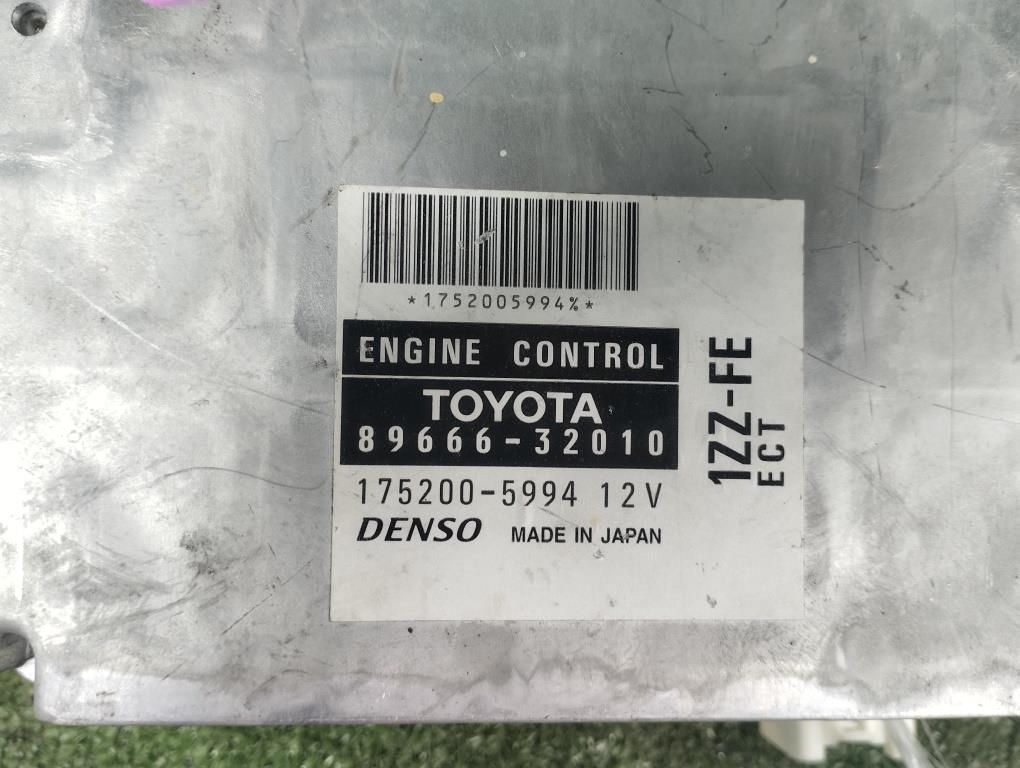 *1752005994%*
ENGINE CONTROL
TOYOTA
89666-32010
175200-5994 12V
DENSO MADE IN JAPAN
1ZZ-FE
ECT